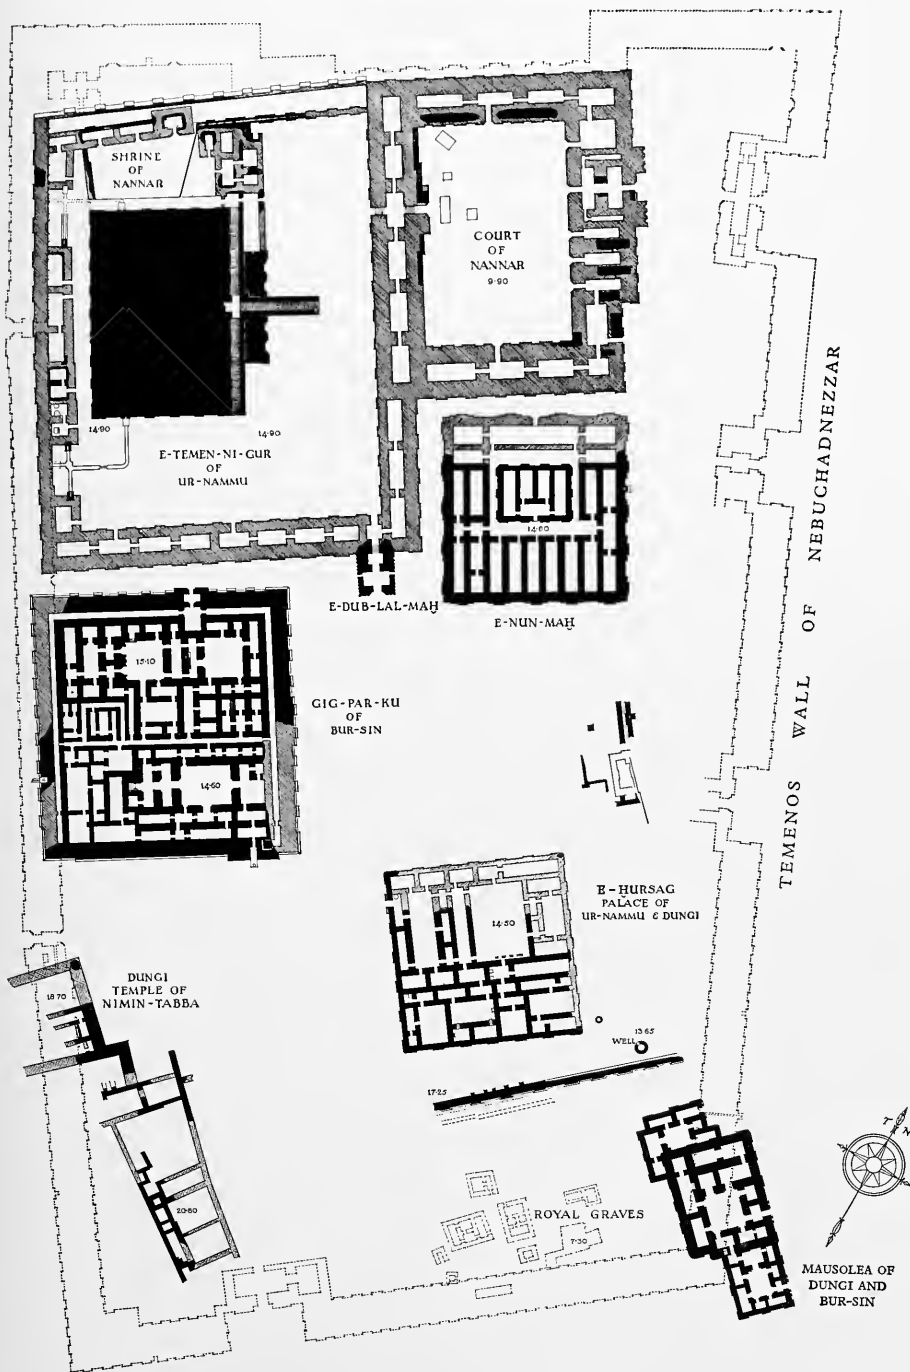 SHRINE
OF
NANNAR
COURT
OF
NANNAR
9·90
14·90
14·90
E-TEMEN-NI-GUR
OF
UR-NAMMU
14·80
E-DUB-LAL-MAḪ
E-NUN-MAḪ
TEMENOS WALL OF NEBUCHADNEZZAR
15·10
GIG-PAR-KU
OF
BUR-SIN
14·60
E-HURSAG
PALACE OF
UR-NAMMU & DUNGI
14·50
DUNGI
TEMPLE OF
NIMIN-TABBA
18·70
13·65
WELL
17·25
T N
20·80
ROYAL GRAVES
7·30
MAUSOLEA OF
DUNGI AND
BUR-SIN